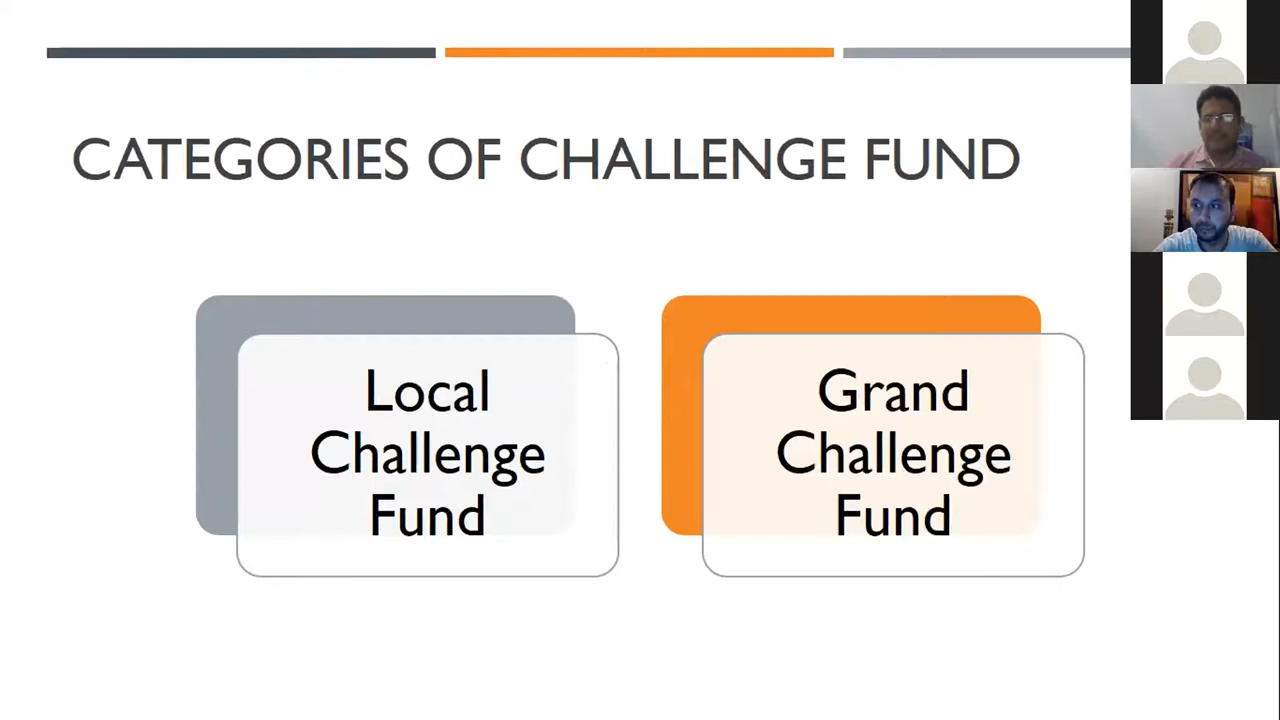 CATEGORIES OF CHALLENGE FUND
Local
Challenge
Fund
Grand
Challenge
Fund